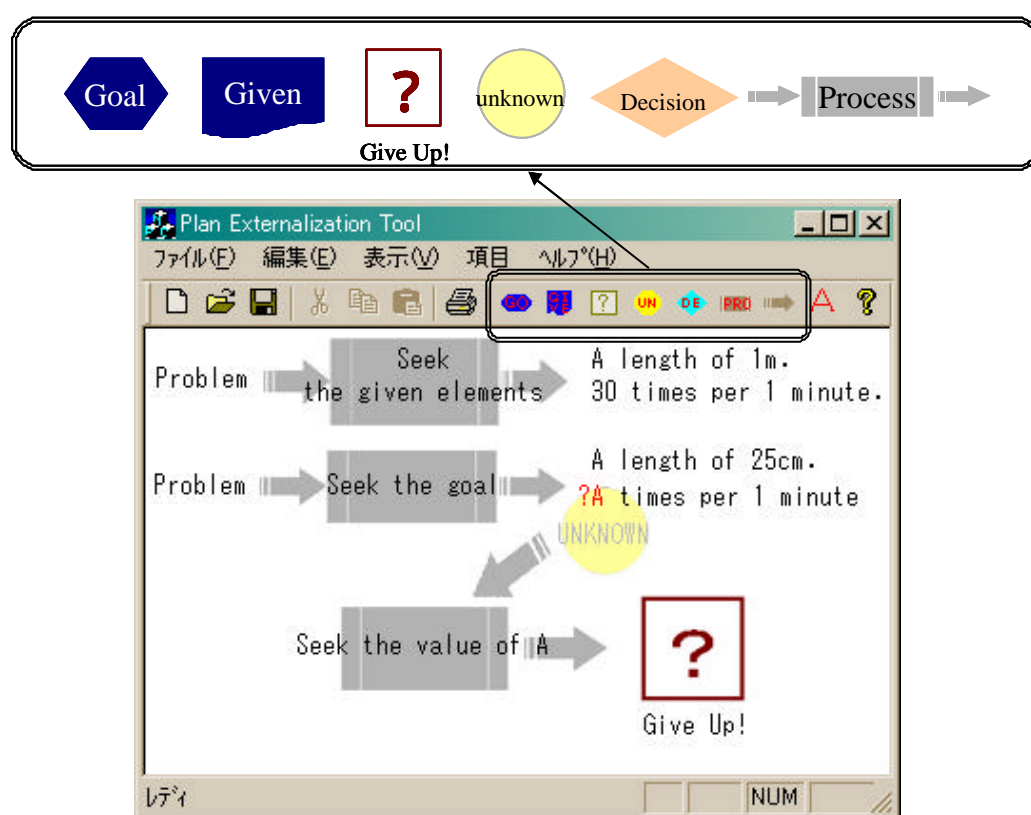 Goal
Given
?
Give Up!
unknown
Decision
Process
Plan Externalization Tool
ファイル(F) 編集(E) 表示(V) 項目 ヘルプ(H)
GO GI ? UN DE PRO A ?
Problem
Seek
the given elements
A length of 1m.
30 times per 1 minute.
Problem
Seek the goal
A length of 25cm.
?A times per 1 minute
UNKNOWN
Seek the value of A
?
Give Up!
レディ
NUM